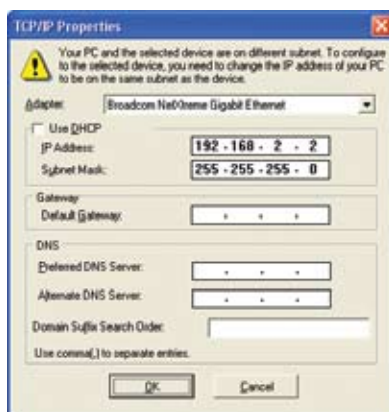 TCP/IP Properties
Your PC and the selected device are on different subnet. To configure
to the selected device, you need to change the IP address of your PC
to be on the same subnet as the device.
Adapter: Broadcom NetXtreme Gigabit Ethernet
Use DHCP
IP Address: 192 . 168 . 2 . 2
Subnet Mask: 255 . 255 . 255 . 0
Gateway
Default Gateway: . . .
DNS
Preferred DNS Server: . . .
Alternate DNS Server: . . .
Domain Suffix Search Order:
Use comma(,) to separate entries.
OK Cancel